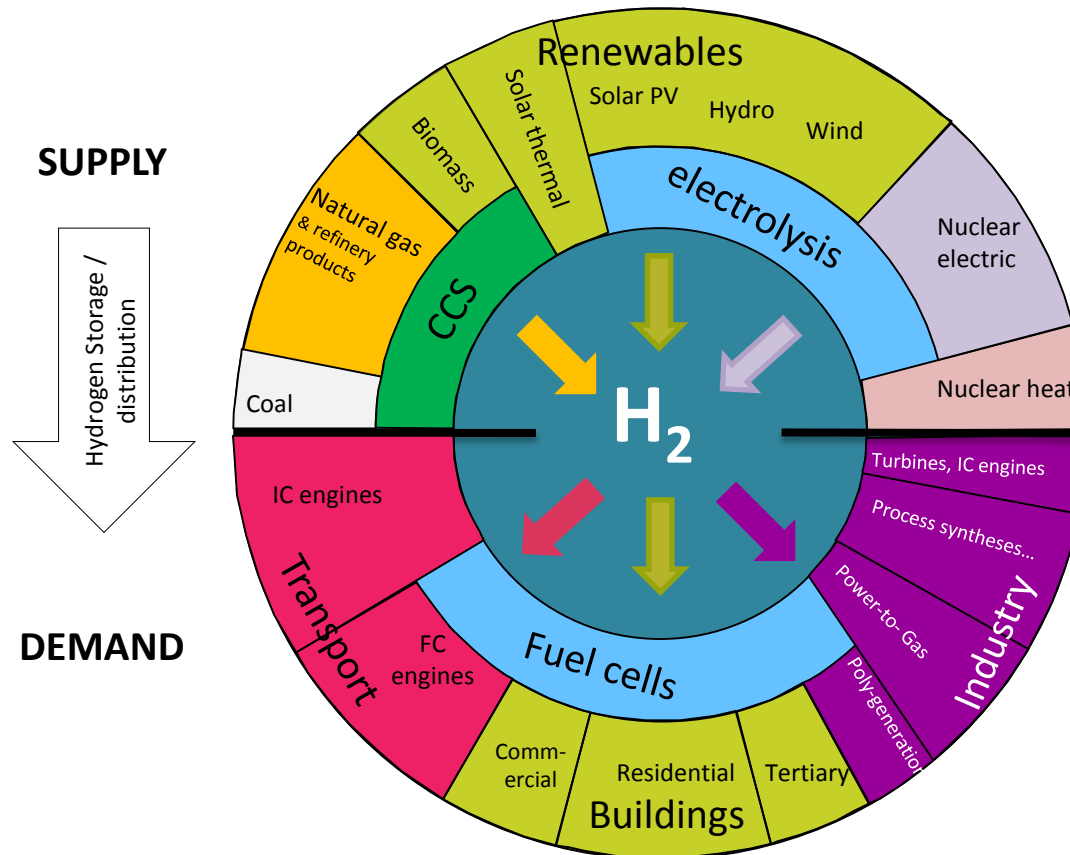 Renewables
Solar PV
Hydro
Wind
Solar thermal
Biomass
SUPPLY
electrolysis
Natural gas
& refinery
products
Nuclear
electric
CCS
Hydrogen Storage /
distribution
Coal
Nuclear heat
H2
Turbines, IC engines
IC engines
Process syntheses...
Transport
Power-to- Gas
Industry
DEMAND
FC
engines
Fuel cells
Poly-generation
Comm-
ercial
Residential
Tertiary
Buildings